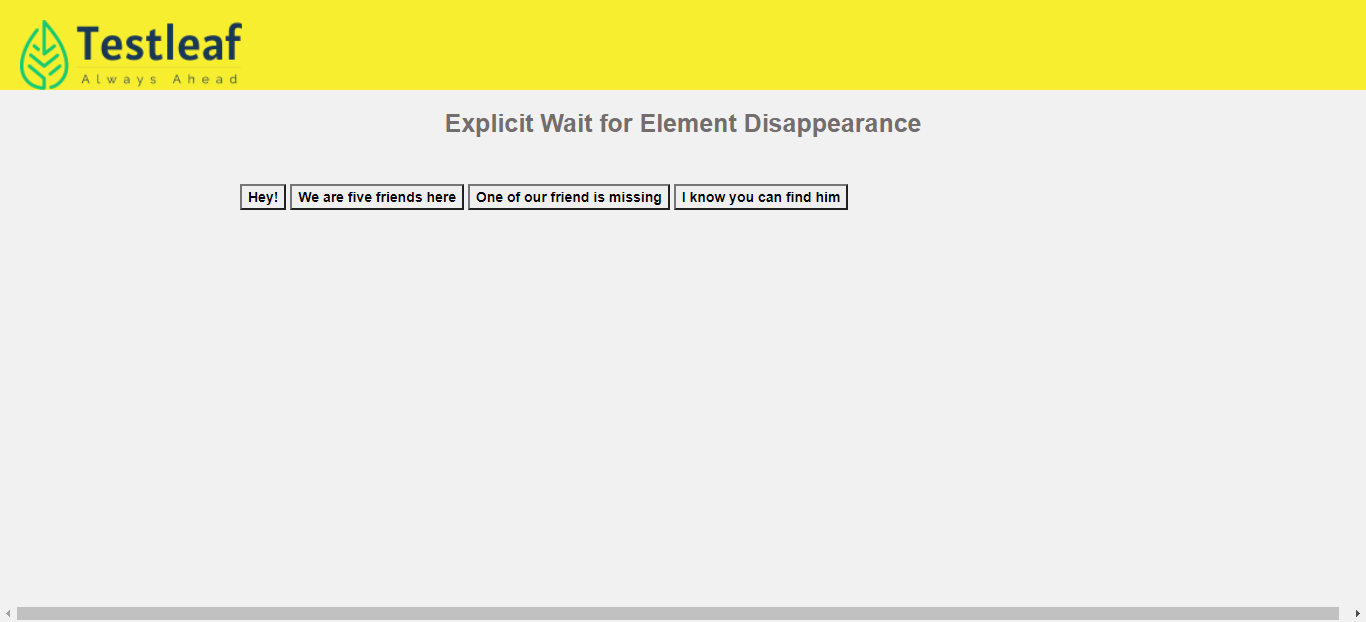 Testleaf
Always Ahead
Explicit Wait for Element Disappearance
Hey! We are five friends here One of our friend is missing I know you can find him